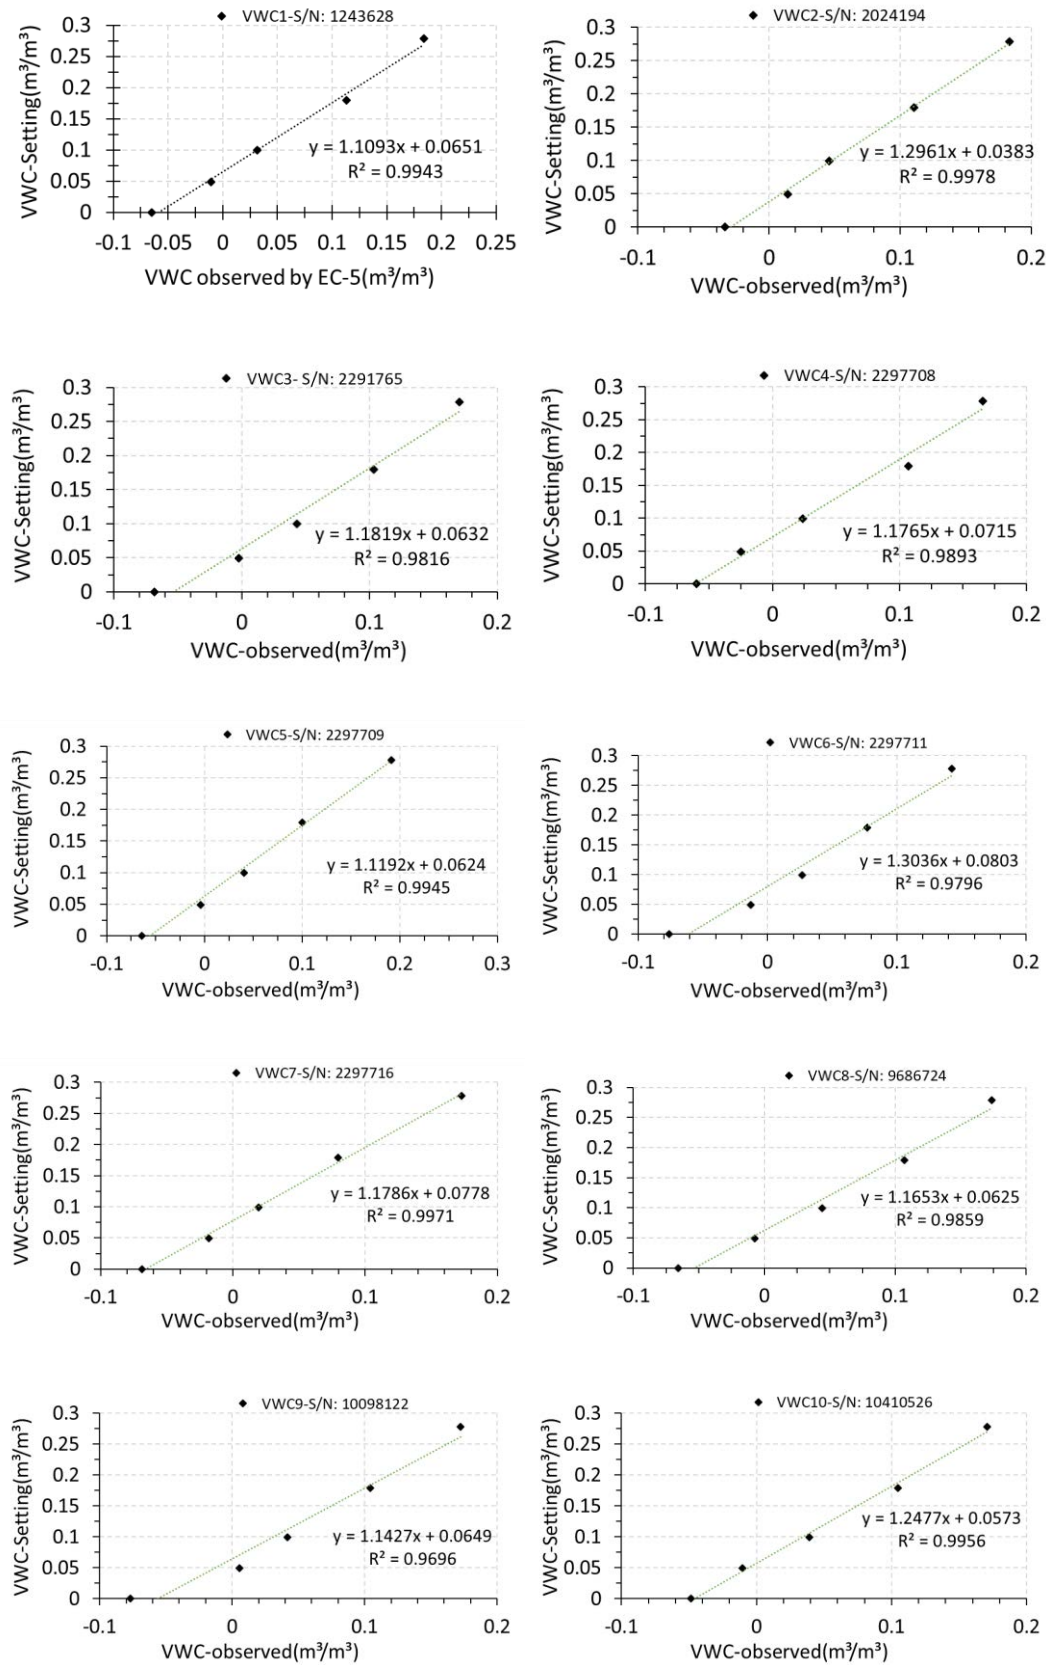 VWC1-S/N: 1243628
VWC-Setting(m³/m³)
0.3
0.25
0.2
0.15
0.1
0.05
0
y = 1.1093x + 0.0651
R² = 0.9943
-0.1 -0.05 0 0.05 0.1 0.15 0.2 0.25
VWC observed by EC-5(m³/m³)
VWC2-S/N: 2024194
VWC-Setting(m³/m³)
0.3
0.25
0.2
0.15
0.1
0.05
0
y = 1.2961x + 0.0383
R² = 0.9978
-0.1 0 0.1 0.2
VWC-observed(m³/m³)
VWC3- S/N: 2291765
VWC-Setting(m³/m³)
0.3
0.25
0.2
0.15
0.1
0.05
0
y = 1.1819x + 0.0632
R² = 0.9816
-0.1 0 0.1 0.2
VWC-observed(m³/m³)
VWC4-S/N: 2297708
VWC-Setting(m³/m³)
0.3
0.25
0.2
0.15
0.1
0.05
0
y = 1.1765x + 0.0715
R² = 0.9893
-0.1 0 0.1 0.2
VWC-observed(m³/m³)
VWC5-S/N: 2297709
VWC-Setting(m³/m³)
0.3
0.25
0.2
0.15
0.1
0.05
0
y = 1.1192x + 0.0624
R² = 0.9945
-0.1 0 0.1 0.2 0.3
VWC-observed(m³/m³)
VWC6-S/N: 2297711
VWC-Setting(m³/m³)
0.3
0.25
0.2
0.15
0.1
0.05
0
y = 1.3036x + 0.0803
R² = 0.9796
-0.1 0 0.1 0.2
VWC-observed(m³/m³)
VWC7-S/N: 2297716
VWC-Setting(m³/m³)
0.3
0.25
0.2
0.15
0.1
0.05
0
y = 1.1786x + 0.0778
R² = 0.9971
-0.1 0 0.1 0.2
VWC-observed(m³/m³)
VWC8-S/N: 9686724
VWC-Setting(m³/m³)
0.3
0.25
0.2
0.15
0.1
0.05
0
y = 1.1653x + 0.0625
R² = 0.9859
-0.1 0 0.1 0.2
VWC-observed(m³/m³)
VWC9-S/N: 10098122
VWC-Setting(m³/m³)
0.3
0.25
0.2
0.15
0.1
0.05
0
y = 1.1427x + 0.0649
R² = 0.9696
-0.1 0 0.1 0.2
VWC-observed(m³/m³)
VWC10-S/N: 10410526
VWC-Setting(m³/m³)
0.3
0.25
0.2
0.15
0.1
0.05
0
y = 1.2477x + 0.0573
R² = 0.9956
-0.1 0 0.1 0.2
VWC-observed(m³/m³)